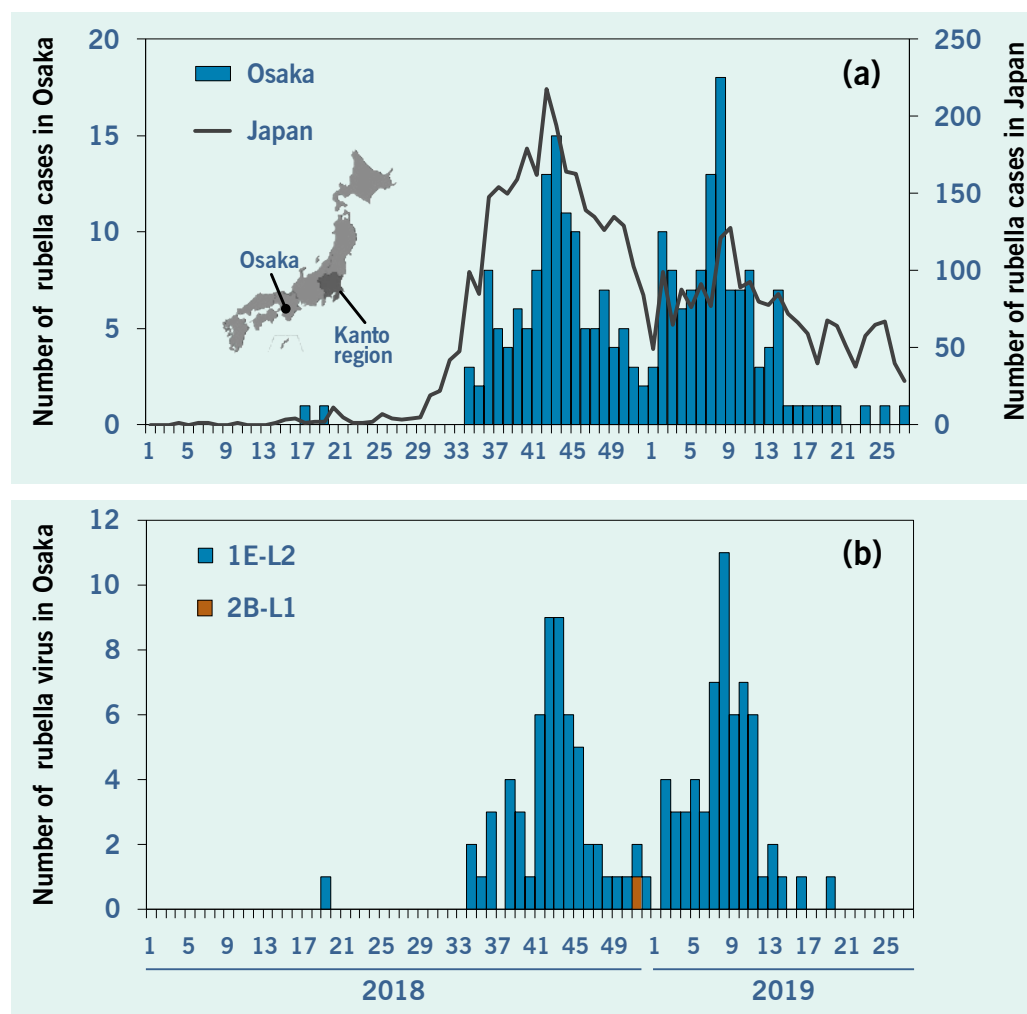 Number of rubella cases in Osaka
20
15
10
5
0
(a)
Osaka
Japan
Osaka
Kanto
region
250
200
150
100
50
0
Number of rubella cases in Japan
1 5 9 13 17 21 25 29 33 37 41 45 49 1 5 9 13 17 21 25
Number of rubella virus in Osaka
12
10
8
6
4
2
0
(b)
1E-L2
2B-L1
1 5 9 13 17 21 25 29 33 37 41 45 49 1 5 9 13 17 21 25
2018 2019